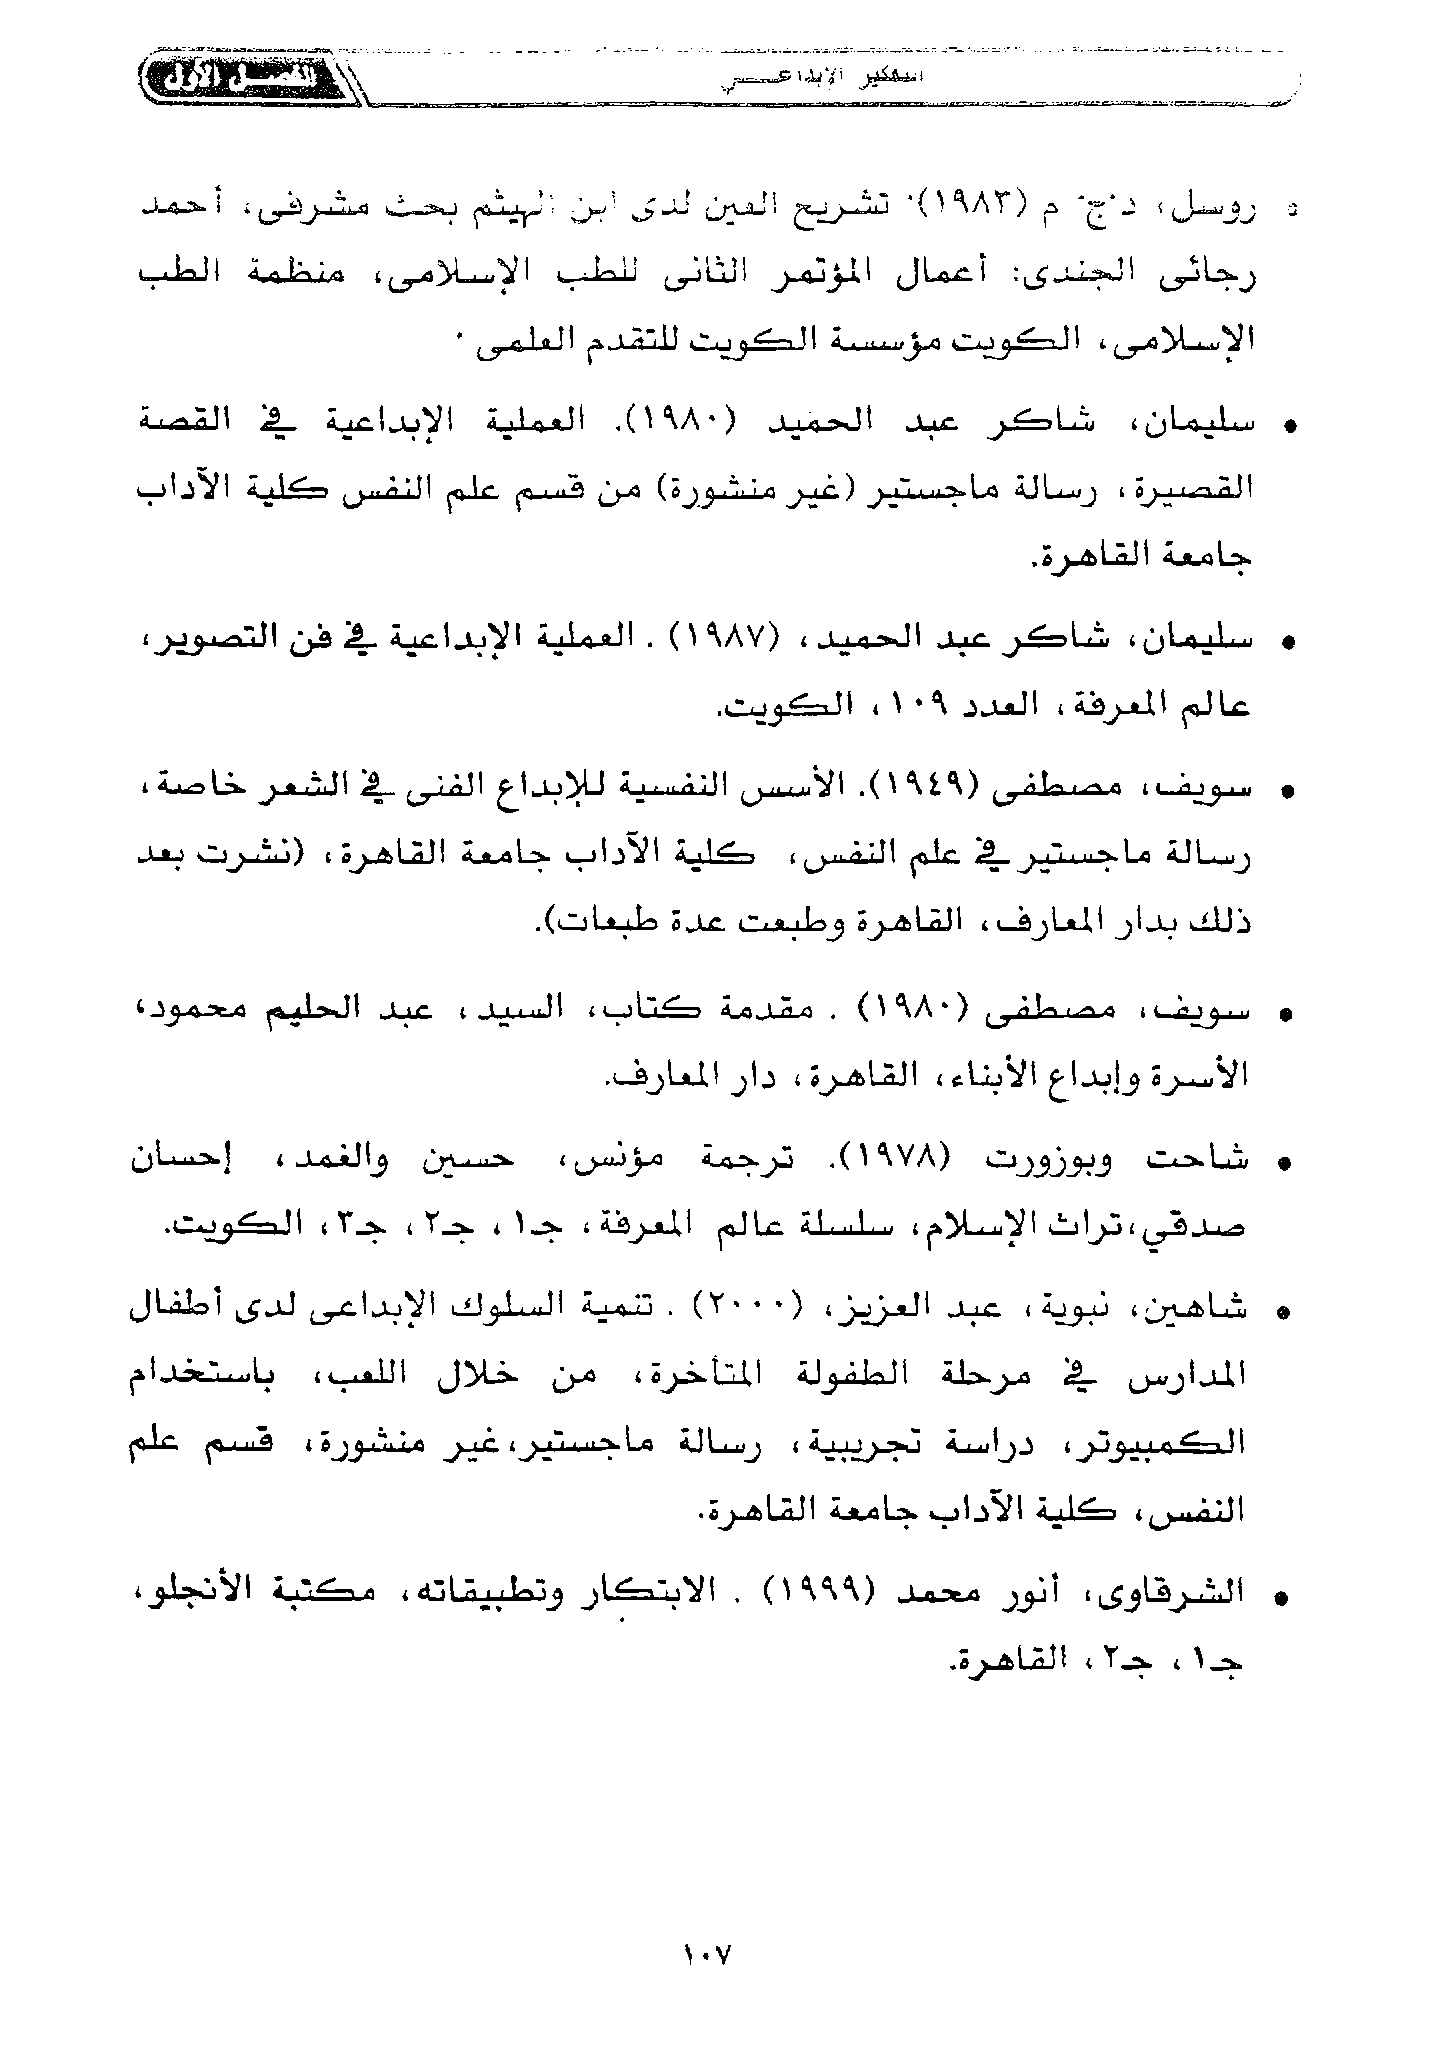 التفكير الإبداعي
الفصل الأول
روسل، د.ج. م (١٩٨٣). تشريح العين لدى ابن الهيثم بحث مشرفى، أحمد
رجائى الجندى: أعمال المؤتمر الثانى للطب الإسلامى، منظمة الطب
الإسلامى، الكويت مؤسسة الكويت للتقدم العلمى .
• سليمان، شاكر عبد الحميد (١٩٨٠). العملية الإبداعية في القصة
القصيرة، رسالة ماجستير (غير منشورة) من قسم علم النفس كلية الآداب
جامعة القاهرة.
• سليمان، شاكر عبد الحميد، (١٩٨٧) . العملية الإبداعية في فن التصوير،
عالم المعرفة، العدد ١٠٩، الكويت.
• سويف، مصطفى (١٩٤٩). الأسس النفسية للإبداع الفنى في الشعر خاصة،
رسالة ماجستير في علم النفس، كلية الآداب جامعة القاهرة، (نشرت بعد
ذلك بدار المعارف، القاهرة وطبعت عدة طبعات).
• سويف، مصطفى (١٩٨٠) . مقدمة كتاب، السيد، عبد الحليم محمود،
الأسرة وإبداع الأبناء، القاهرة، دار المعارف.
• شاحت وبوزورت (١٩٧٨). ترجمة مؤنس، حسين والغمد، إحسان
صدقي،تراث الإسلام، سلسلة عالم المعرفة، جـ١، جـ٢، جـ٣، الكويت.
• شاهين، نبوية، عبد العزيز، (٢٠٠٠) . تنمية السلوك الإبداعى لدى أطفال
المدارس في مرحلة الطفولة المتأخرة، من خلال اللعب، باستخدام
الكمبيوتر، دراسة تجريبية، رسالة ماجستير،غير منشورة، قسم علم
النفس، كلية الآداب جامعة القاهرة.
• الشرقاوى، أنور محمد (١٩٩٩) . الابتكار وتطبيقاته، مكتبة الأنجلو،
جـ١، جـ٢، القاهرة.
١٠٧